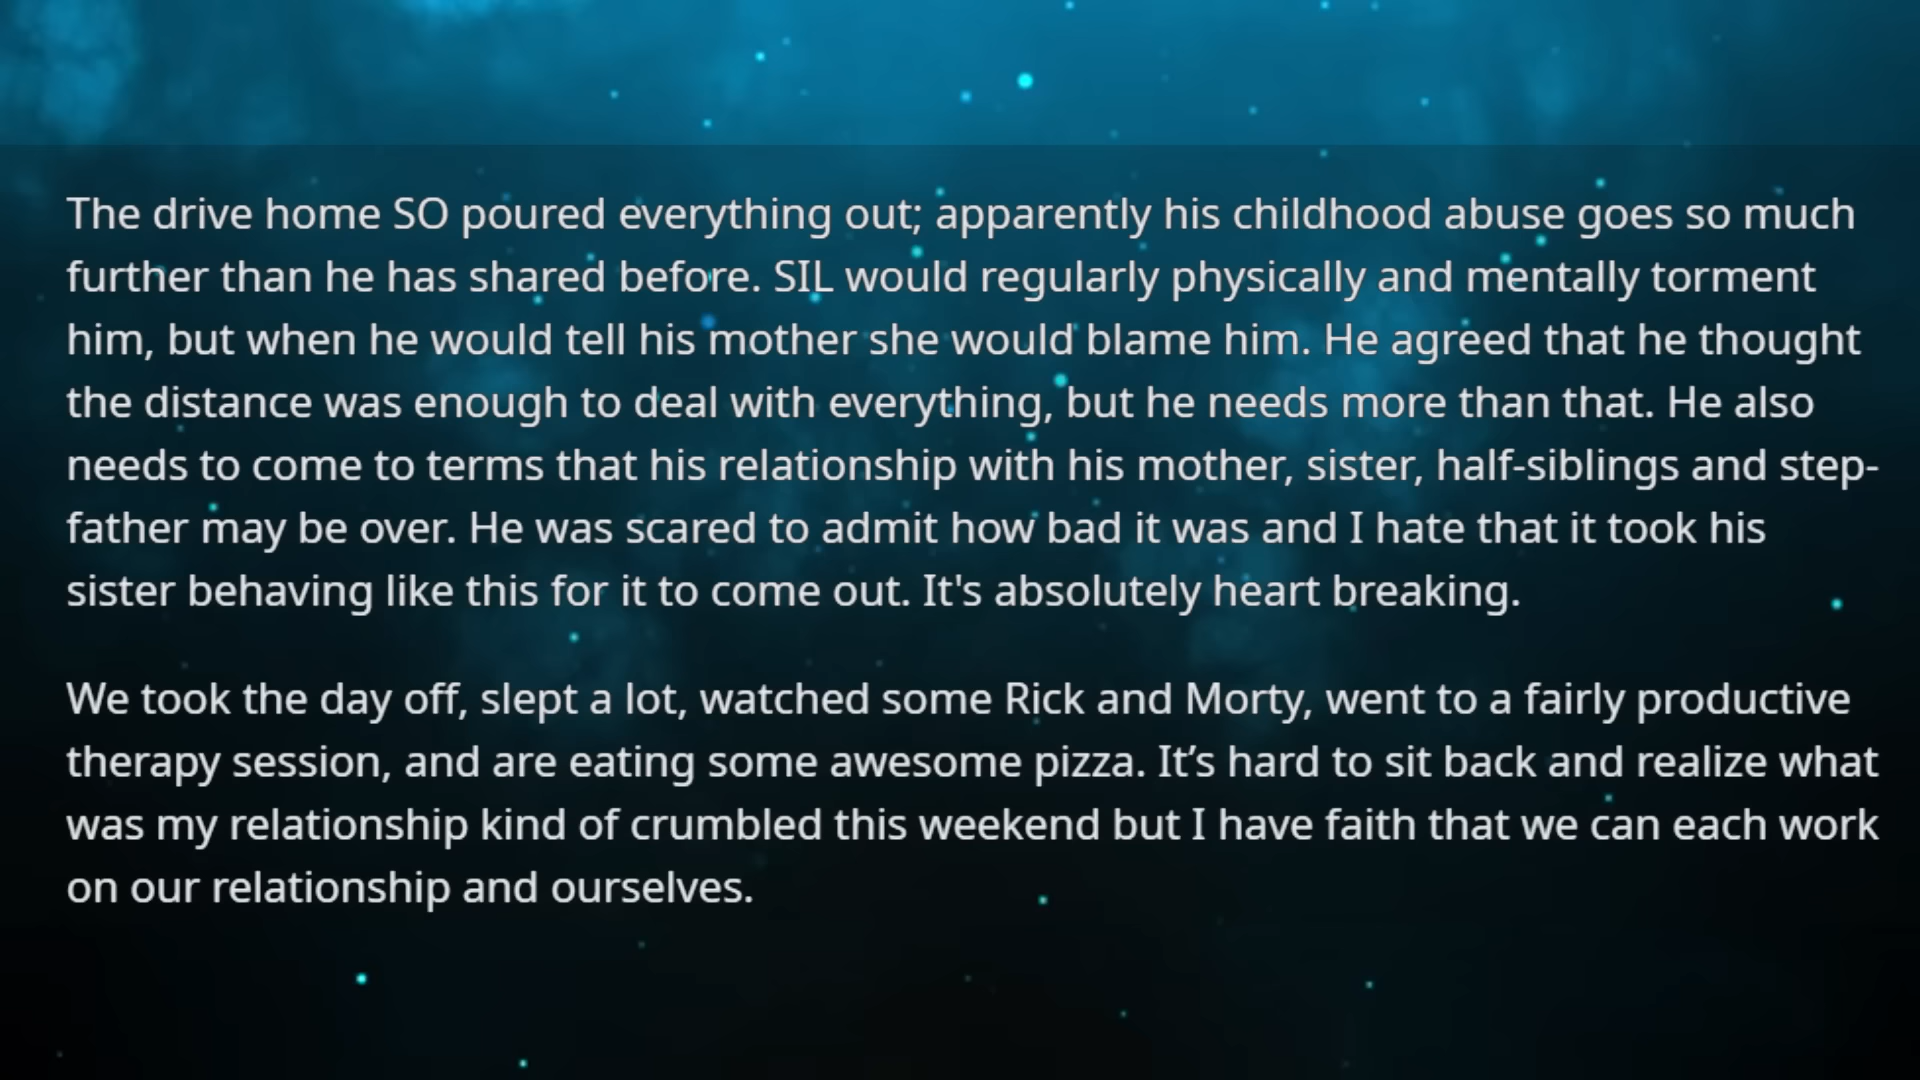 The drive home SO poured everything out; apparently his childhood abuse goes so much
further than he has shared before. SIL would regularly physically and mentally torment
him, but when he would tell his mother she would blame him. He agreed that he thought
the distance was enough to deal with everything, but he needs more than that. He also
needs to come to terms that his relationship with his mother, sister, half-siblings and step-
father may be over. He was scared to admit how bad it was and I hate that it took his
sister behaving like this for it to come out. It's absolutely heart breaking.
We took the day off, slept a lot, watched some Rick and Morty, went to a fairly productive
therapy session, and are eating some awesome pizza. It’s hard to sit back and realize what
was my relationship kind of crumbled this weekend but I have faith that we can each work
on our relationship and ourselves.